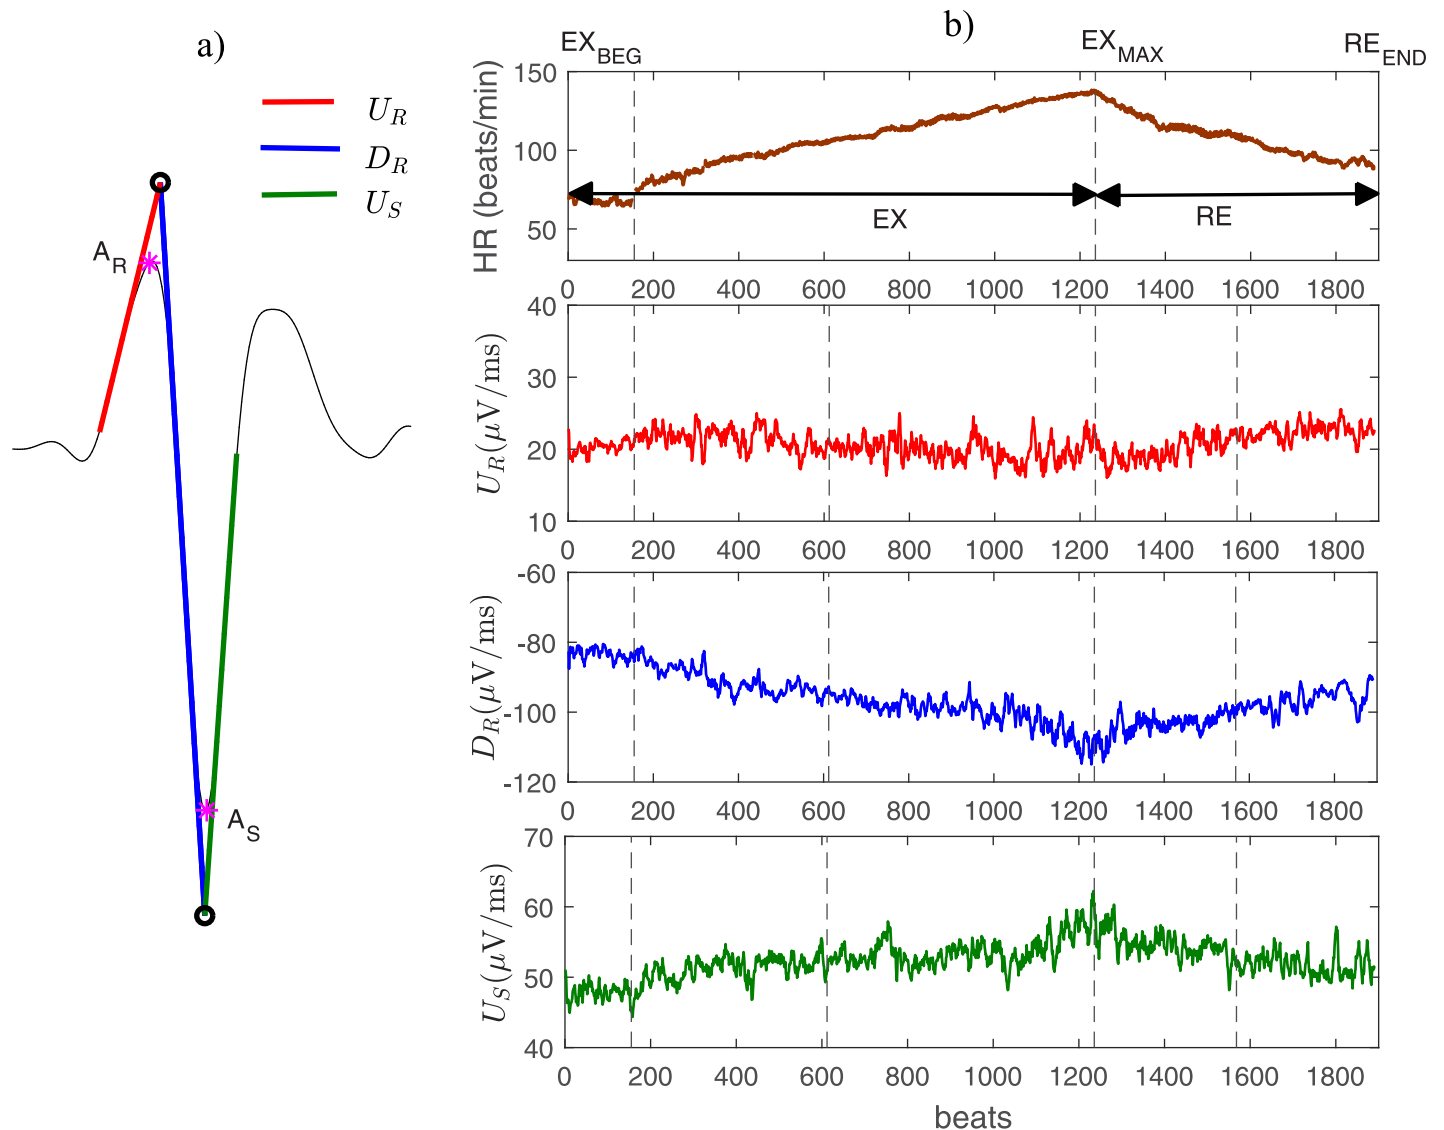 a)
U_R
D_R
U_S
A_R
A_S
b)
EX_BEG EX_MAX RE_END
HR (beats/min)
150
100
50
EX RE
0 200 400 600 800 1000 1200 1400 1600 1800
U_R(μV/ms)
40
30
20
10
0 200 400 600 800 1000 1200 1400 1600 1800
D_R(μV/ms)
-60
-80
-100
-120
0 200 400 600 800 1000 1200 1400 1600 1800
U_S(μV/ms)
70
60
50
40
0 200 400 600 800 1000 1200 1400 1600 1800
beats